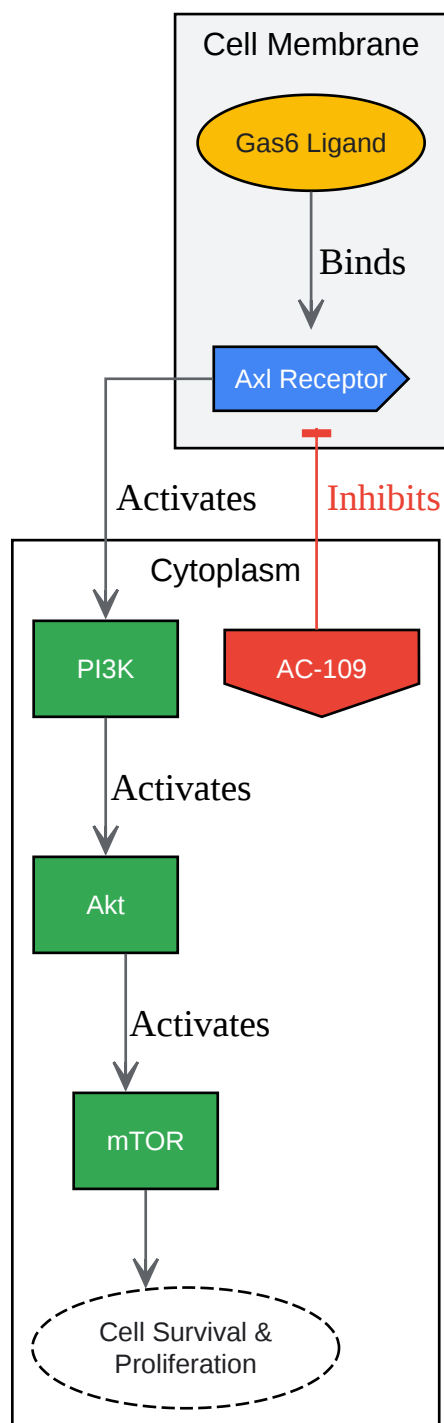 Cell Membrane
Gas6 Ligand
Binds
Axl Receptor
Activates
Inhibits
Cytoplasm
PI3K
AC-109
Activates
Akt
Activates
mTOR
Cell Survival &
Proliferation